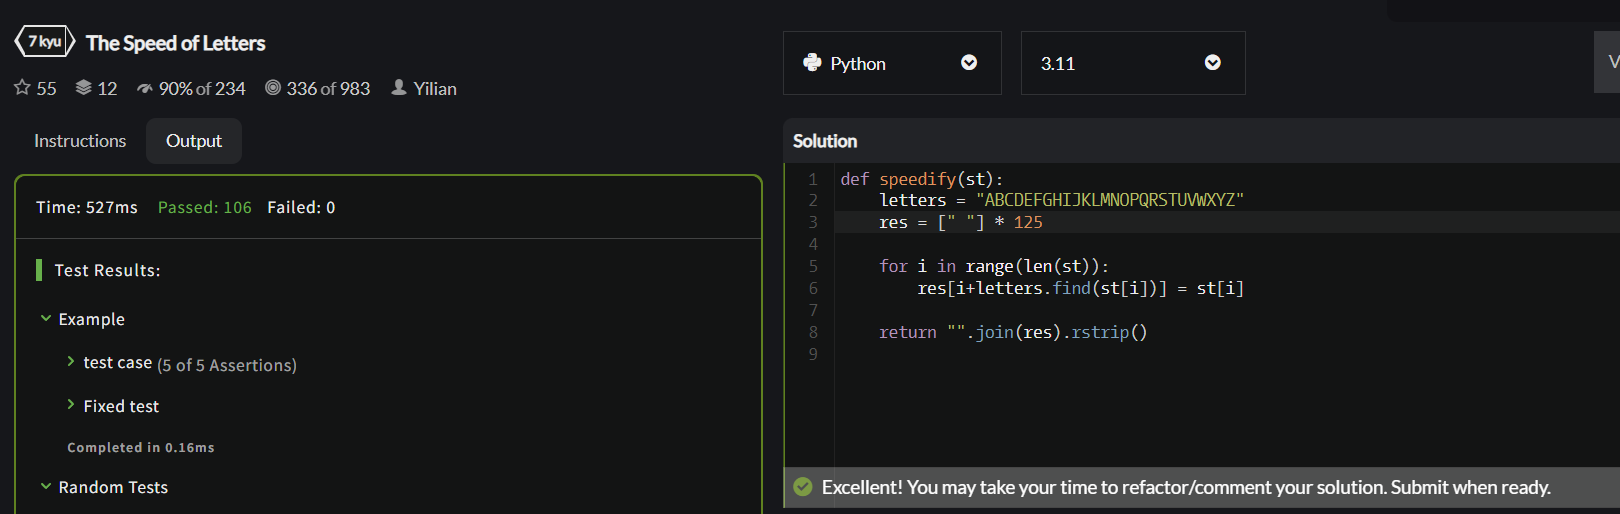 7 kyu The Speed of Letters
55 12 90% of 234 336 of 983 Yilian
Instructions Output
Time: 527ms Passed: 106 Failed: 0
Test Results:
Example
test case (5 of 5 Assertions)
Fixed test
Completed in 0.16ms
Random Tests
Python 3.11 V
Solution
1 def speedify(st):
2     letters = "ABCDEFGHIJKLMNOPQRSTUVWXYZ"
3     res = [" "] * 125
4
5     for i in range(len(st)):
6         res[i+letters.find(st[i])] = st[i]
7
8     return "".join(res).rstrip()
9
Excellent! You may take your time to refactor/comment your solution. Submit when ready.